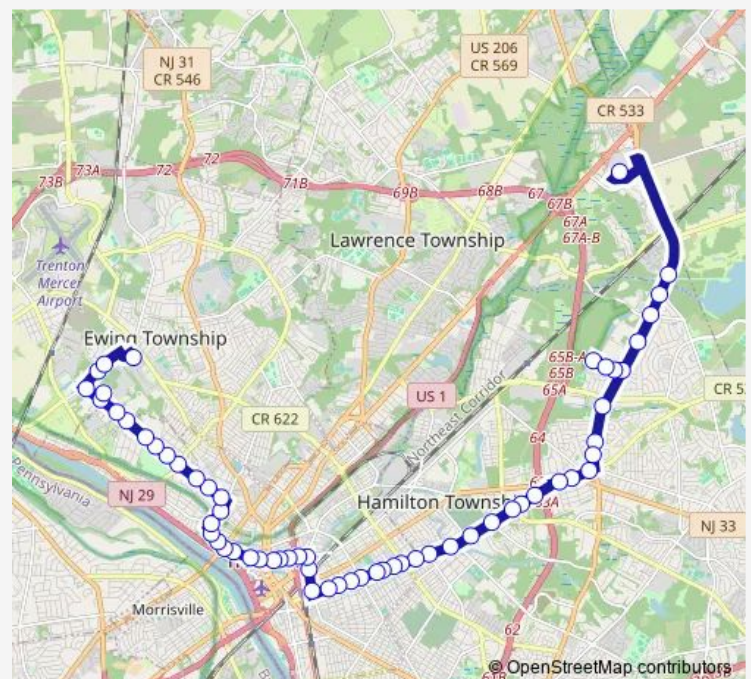 NJ 31
CR 546
US 206
CR 569
CR 533
73B
73A
72
72
71B
69B
68B
67
67B
67A
67A-B
Lawrence Township
Trenton
Mercer
Airport
Ewing Township
65B-A
65B
65A
US 1
CR 5
CR 622
Northeast Corridor
64
Pennsylvania
NJ 29
Hamilton Townsh
63A
NJ 33
Morrisville
62
© OpenStreetMap contributors